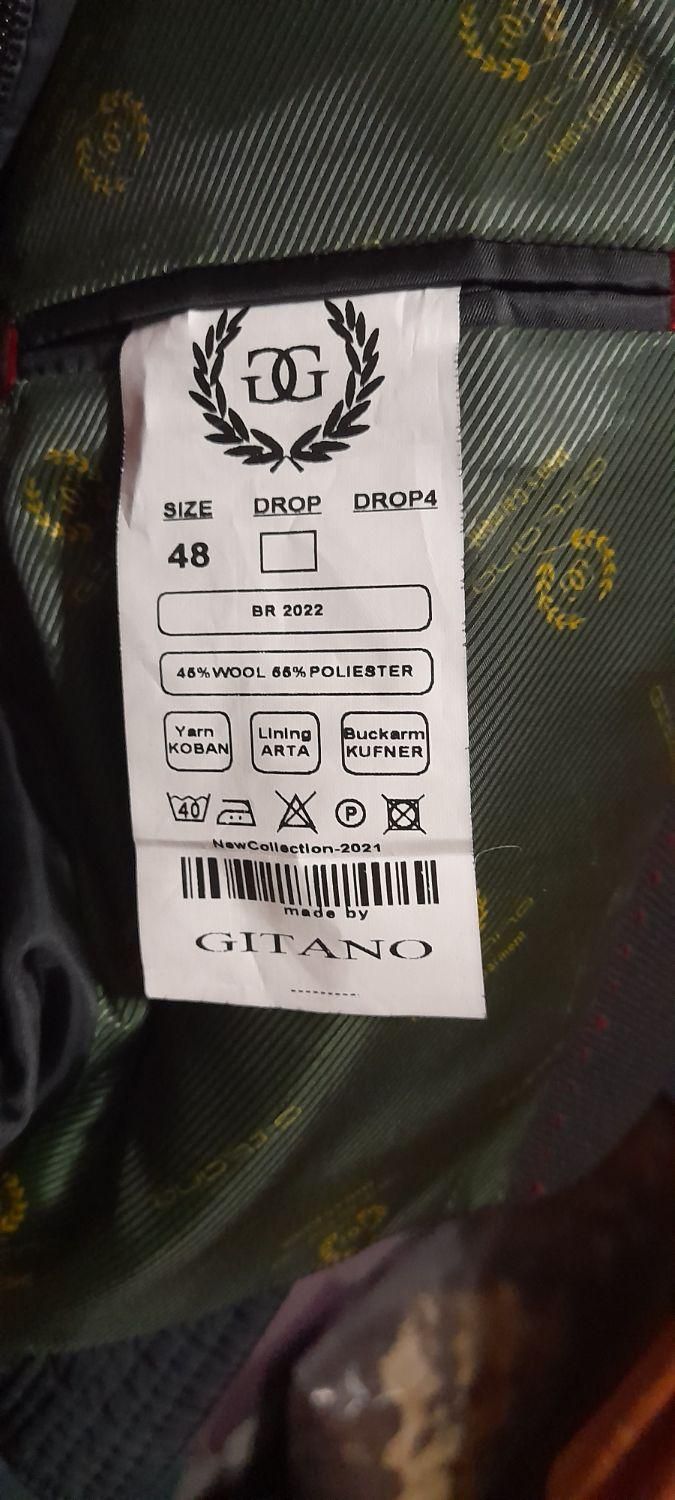 GG
SIZE DROP DROP4
48
BR 2022
45%WOOL 55%POLIESTER
Yarn
KOBAN
Lining
ARTA
Buckarm
KUFNER
40 P
NewCollection-2021
made by
GITANO